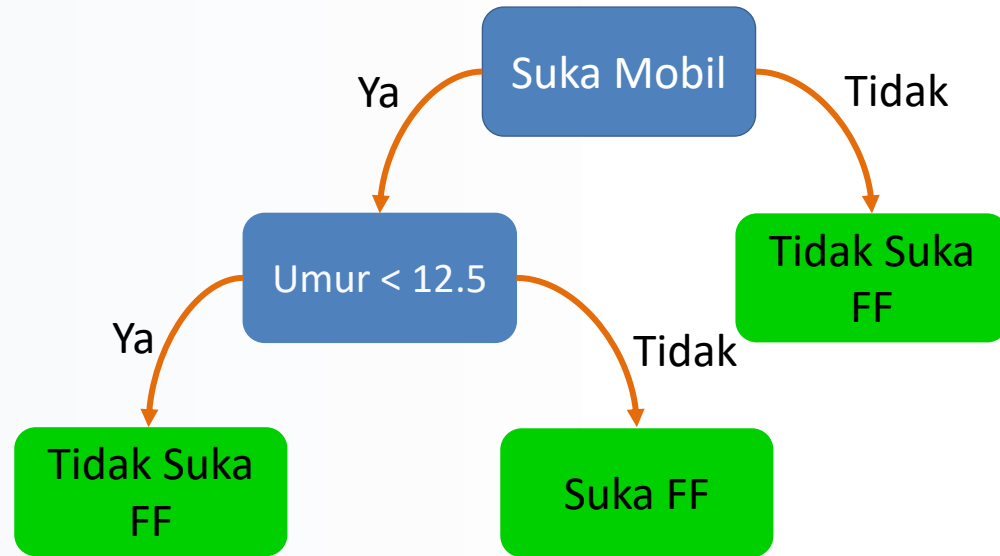 Suka Mobil
Ya
Tidak
Umur < 12.5
Tidak Suka
FF
Ya
Tidak
Tidak Suka
FF
Suka FF